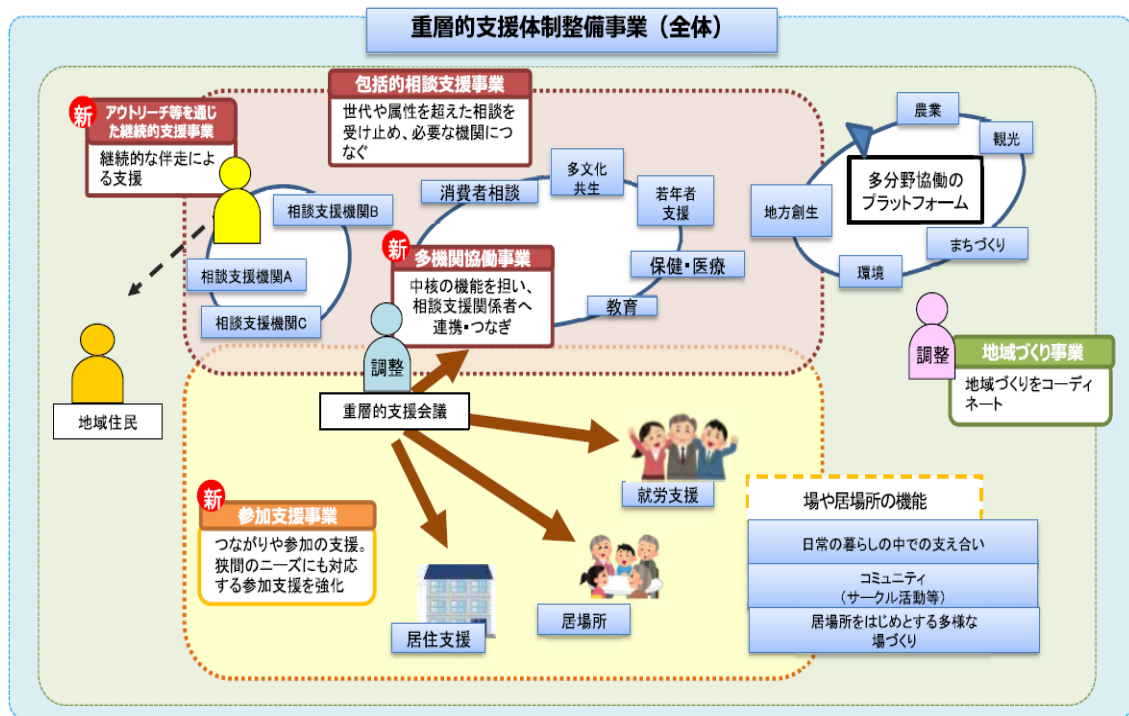 重層的支援体制整備事業（全体）
新
アウトリーチ等を通じ
た継続的支援事業
継続的な伴走によ
る支援
包括的相談支援事業
世代や属性を超えた相談を
受け止め、必要な機関につ
なぐ
相談支援機関B
相談支援機関A
相談支援機関C
消費者相談
多文化
共生
若年者
支援
保健・医療
教育
新
多機関協働事業
中核の機能を担い、
相談支援関係者へ
連携・つなぎ
農業
観光
地方創生
多分野協働の
プラットフォーム
まちづくり
環境
調整
地域づくり事業
地域づくりをコーディ
ネート
地域住民
調整
重層的支援会議
新
参加支援事業
つながりや参加の支援。
狭間のニーズにも対応
する参加支援を強化
就労支援
居場所
居住支援
場や居場所の機能
日常の暮らしの中での支え合い
コミュニティ
（サークル活動等）
居場所をはじめとする多様な
場づくり